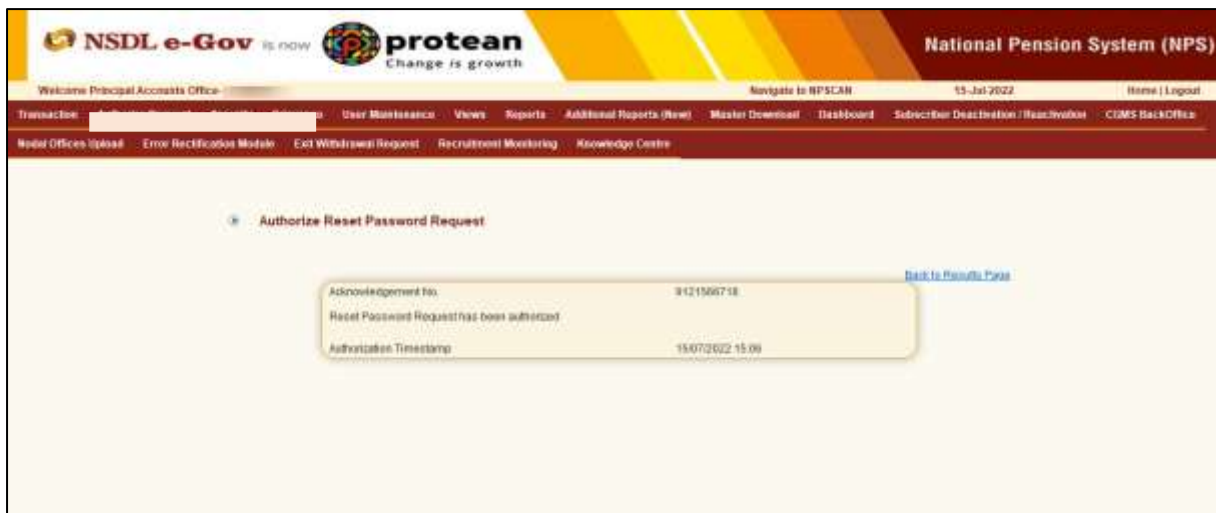 NSDL e-Gov is now protean
Change is growth
National Pension System (NPS)
Welcome Principal Accounts Office-
Navigate to NPSCAN
15-Jul-2022
Home | Logout
Transaction User Maintenance Views Reports Additional Reports (New) Master Download Dashboard Subscriber Deactivation / Reactivation CGMS BackOffice
Nodal Offices Upload Error Rectification Module Exit Withdrawal Request Recruitment Monitoring Knowledge Centre
Authorize Reset Password Request
Back to Results Page
Acknowledgement No. 9121566718
Reset Password Request has been authorized
Authorization Timestamp 15/07/2022 15:06